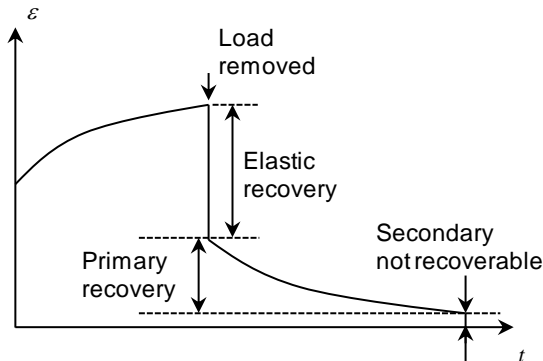 ε
Load
removed
Elastic
recovery
Secondary
not recoverable
Primary
recovery
t